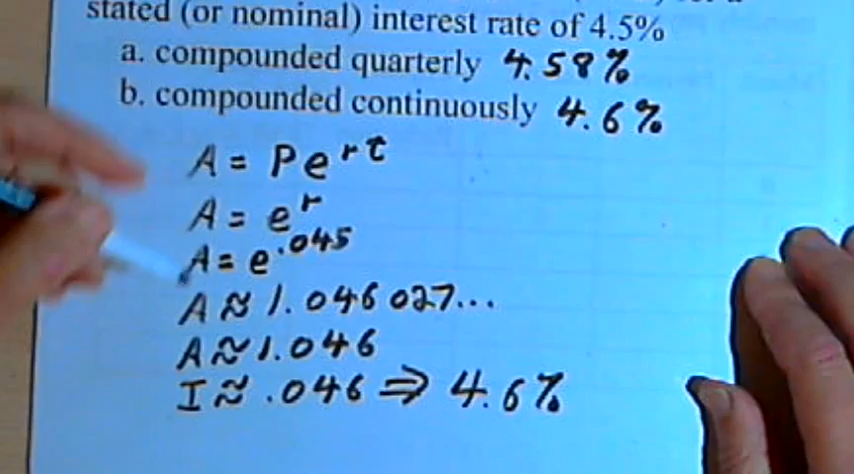 stated (or nominal) interest rate of 4.5%
a. compounded quarterly 4.58%
b. compounded continuously 4.6%
A = Pe^rt
A = e^r
A = e^.045
A ≈ 1.046027...
A ≈ 1.046
I ≈ .046 ⇒ 4.6%